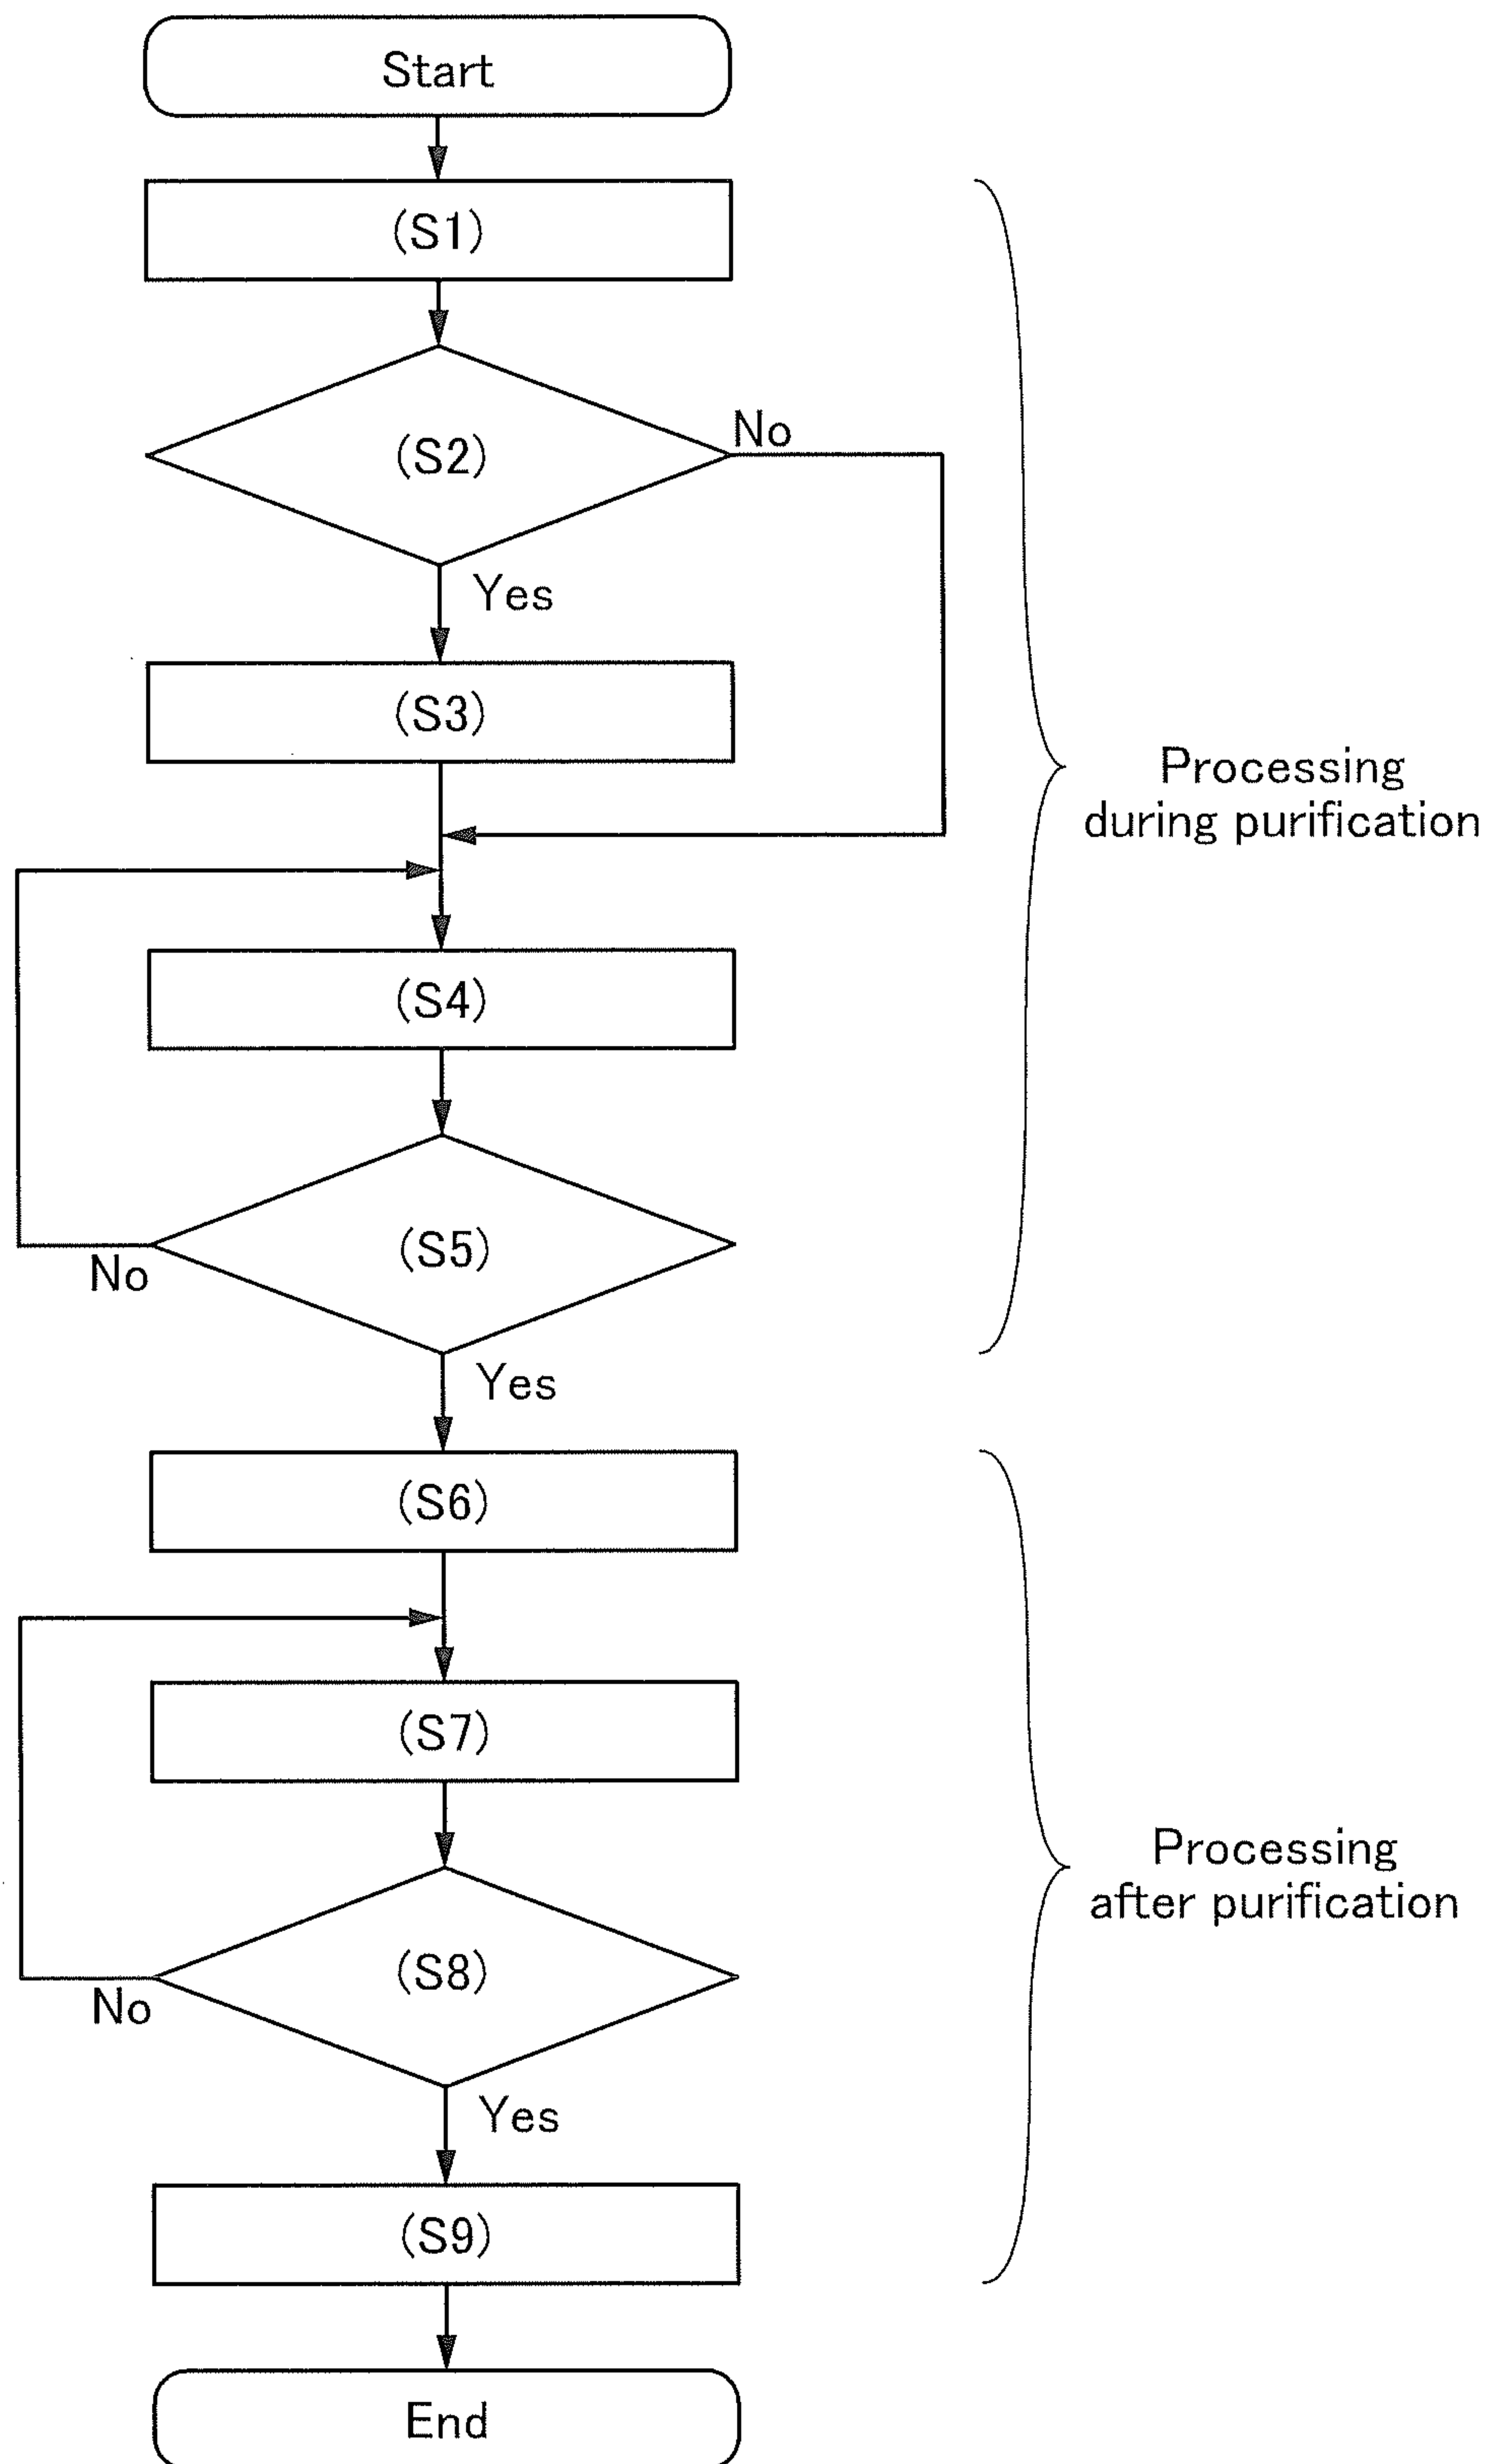 Start
(S1)
(S2)
No
Yes
(S3)
Processing
during purification
(S4)
(S5)
No
Yes
(S6)
(S7)
Processing
after purification
(S8)
No
Yes
(S9)
End